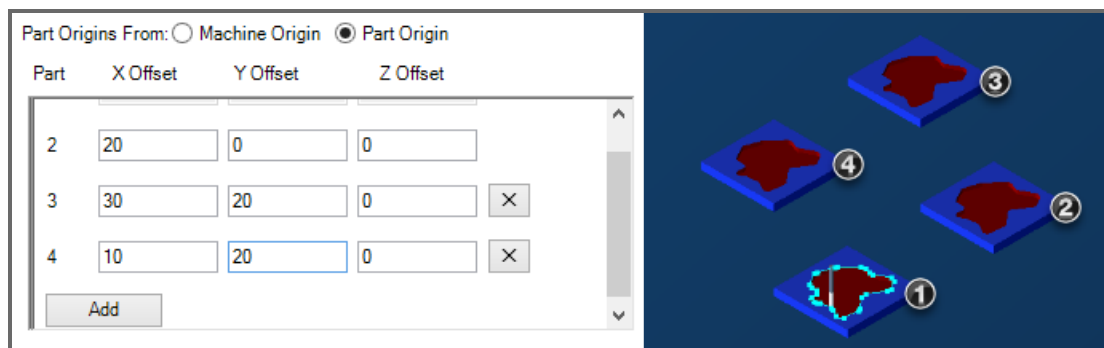 Part Origins From: Machine Origin Part Origin
Part X Offset Y Offset Z Offset
2 20 0 0
3 30 20 0 ×
4 10 20 0 ×
Add
3
4
2
1